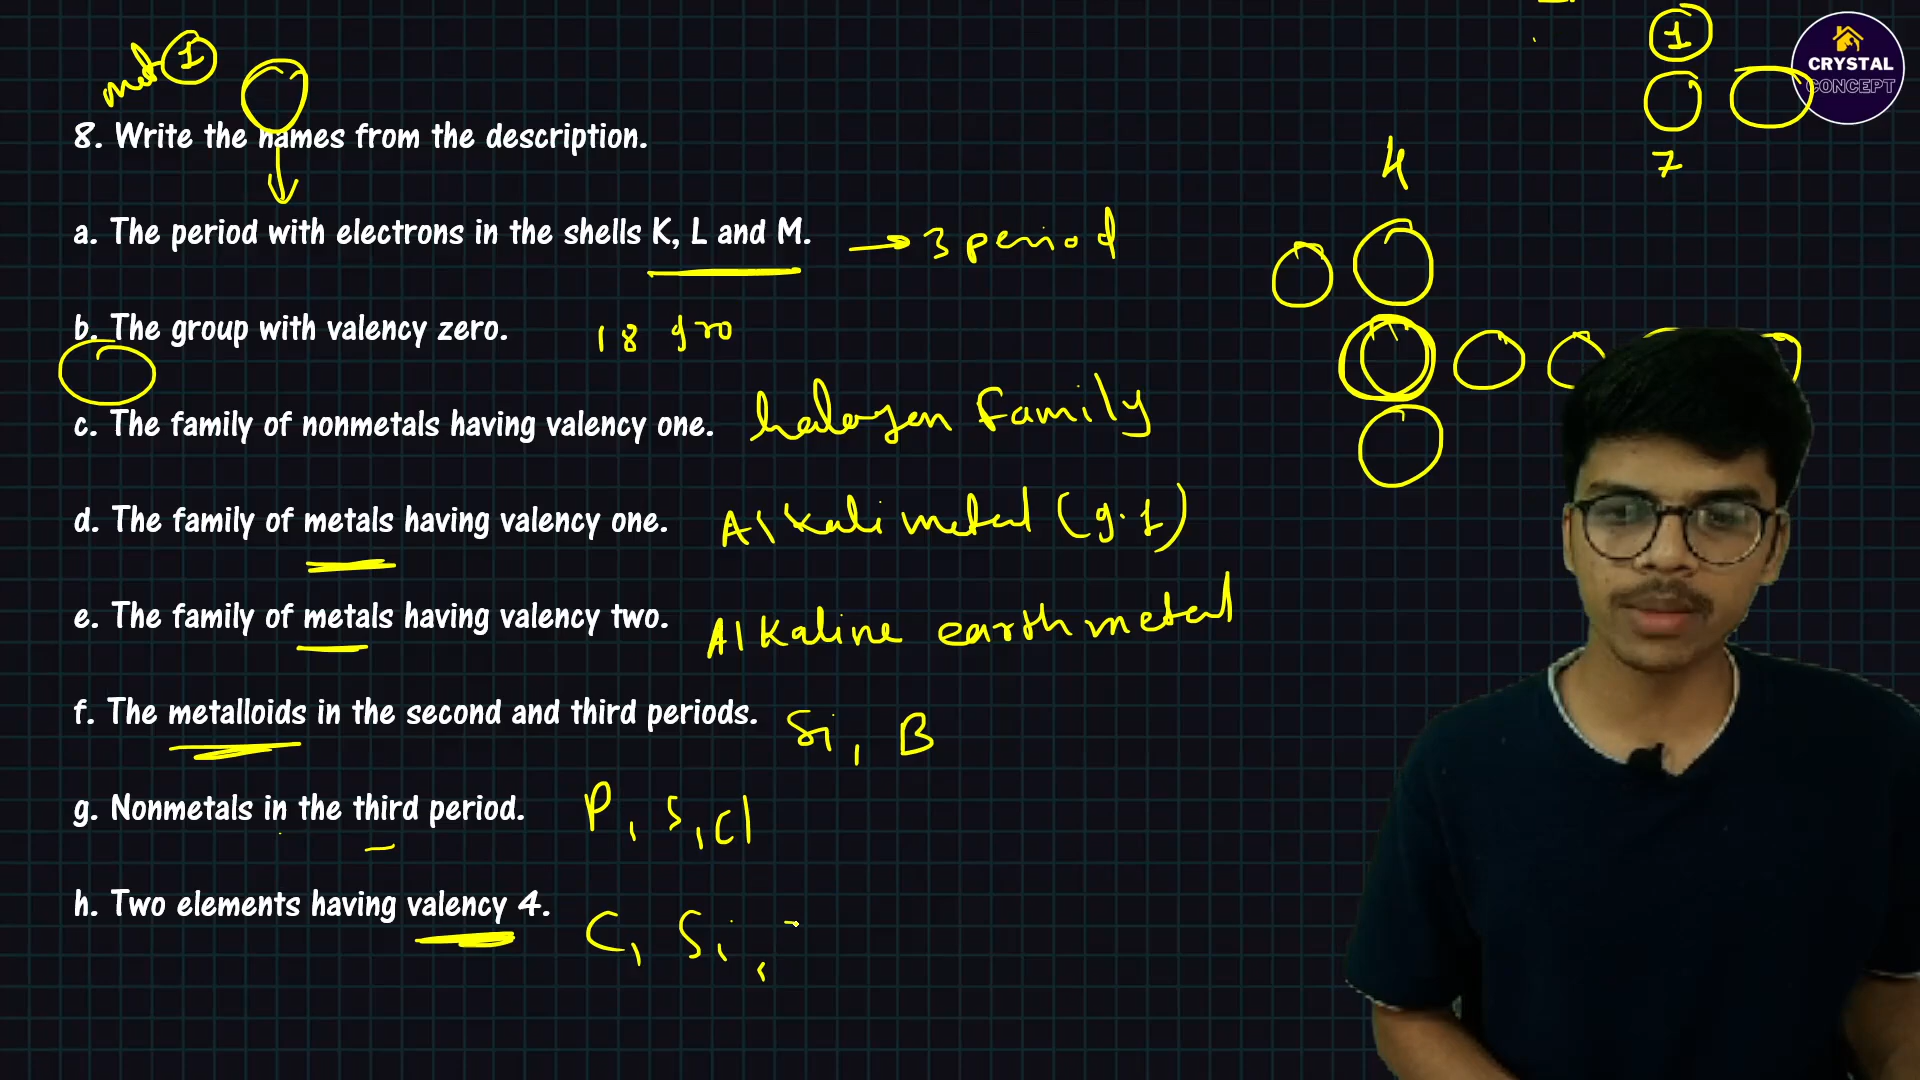 met 1
1
CRYSTAL
CONCEPT
8. Write the names from the description.
4
7
a. The period with electrons in the shells K, L and M. → 3 period
b. The group with valency zero. 18 gro
c. The family of nonmetals having valency one. halogen family
d. The family of metals having valency one. Alkali metal (g.1)
e. The family of metals having valency two. Alkaline earth metal
f. The metalloids in the second and third periods. Si, B
g. Nonmetals in the third period. P, S, Cl
h. Two elements having valency 4. C, Si,